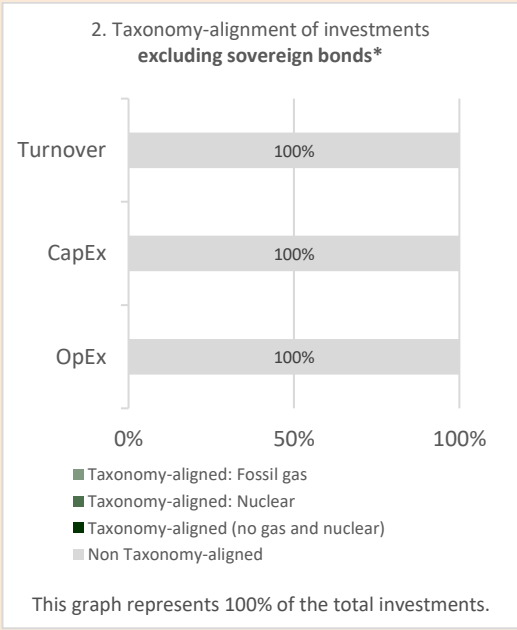 2. Taxonomy-alignment of investments
excluding sovereign bonds*
Turnover
100%
CapEx
100%
OpEx
100%
0%
50%
100%
Taxonomy-aligned: Fossil gas
Taxonomy-aligned: Nuclear
Taxonomy-aligned (no gas and nuclear)
Non Taxonomy-aligned
This graph represents 100% of the total investments.